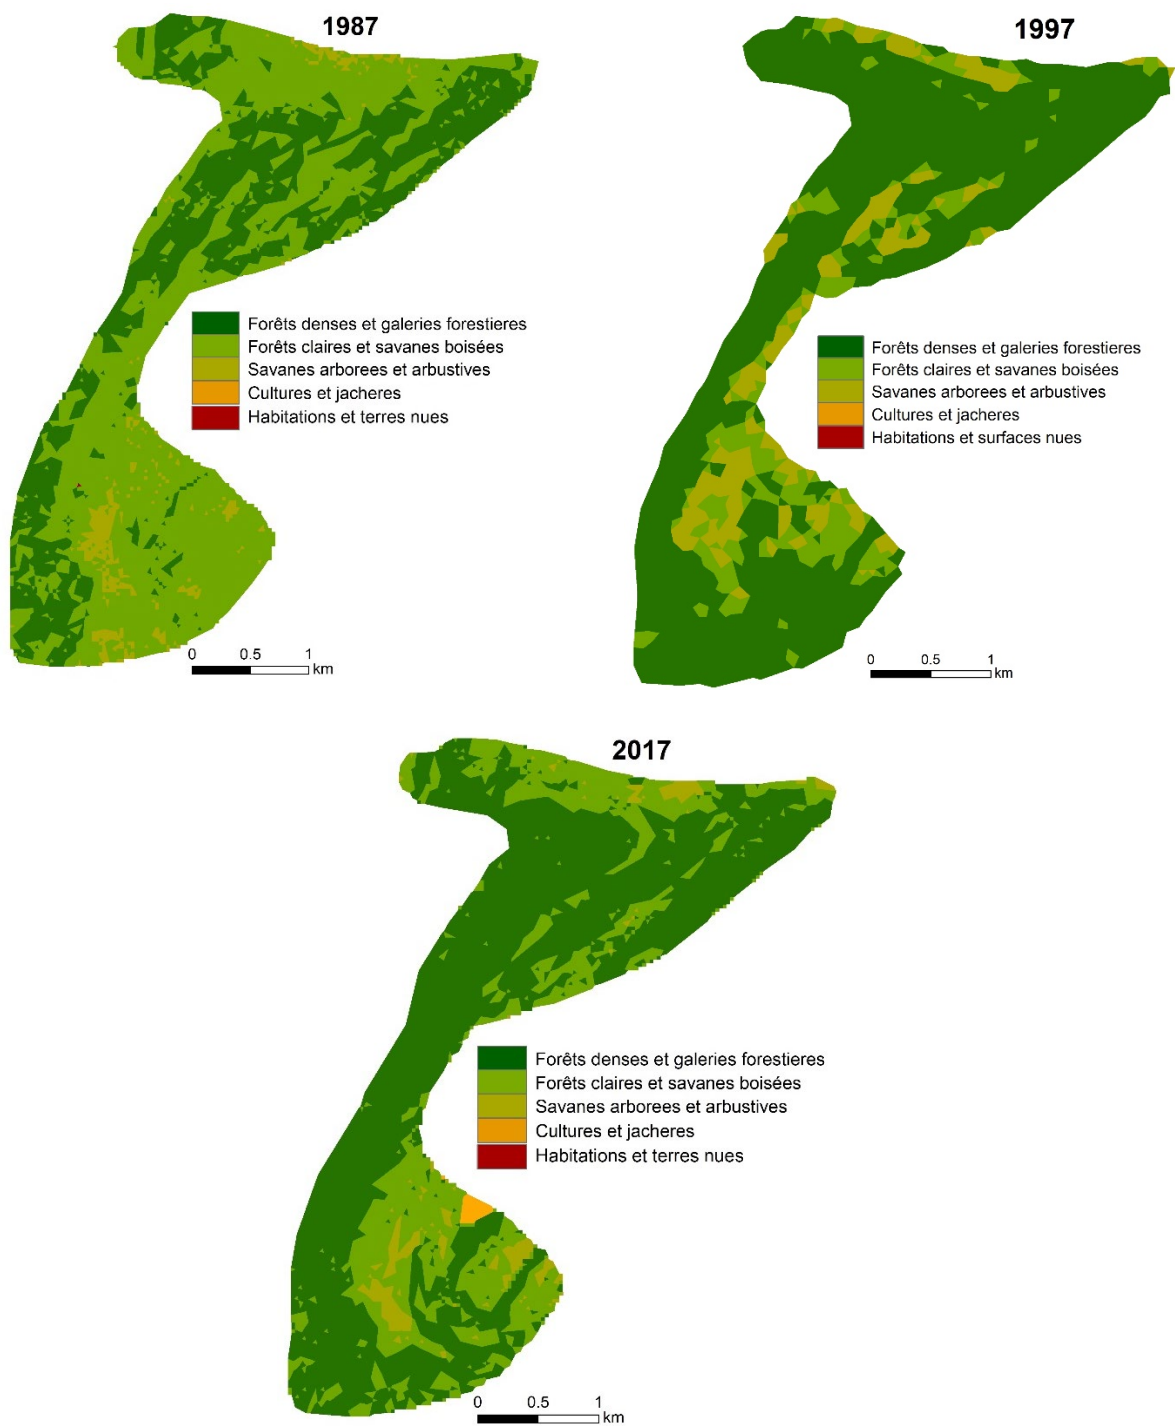 1987
Forêts denses et galeries forestieres
Forêts claires et savanes boisées
Savanes arborees et arbustives
Cultures et jacheres
Habitations et terres nues
0 0.5 1
km
1997
Forêts denses et galeries forestieres
Forêts claires et savanes boisées
Savanes arborees et arbustives
Cultures et jacheres
Habitations et surfaces nues
0 0.5 1
km
2017
Forêts denses et galeries forestieres
Forêts claires et savanes boisées
Savanes arborees et arbustives
Cultures et jacheres
Habitations et terres nues
0 0.5 1
km